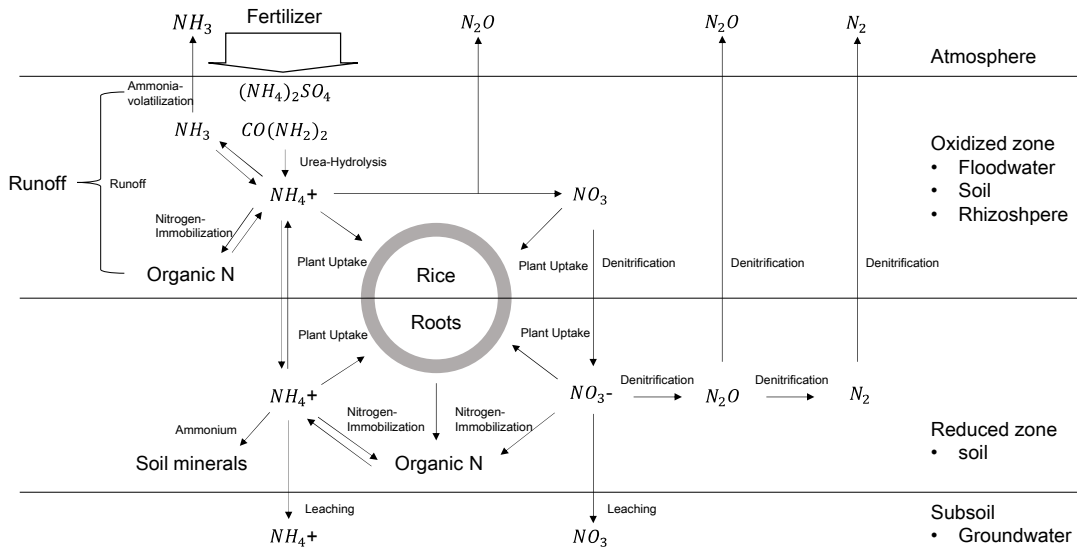 NH₃
Fertilizer
N₂O
N₂O
N₂
Atmosphere
Ammonia-
volatilization
(NH₄)₂SO₄
NH₃
CO(NH₂)₂
Urea-Hydrolysis
Oxidized zone
• Floodwater
• Soil
• Rhizoshpere
Runoff
Runoff
NH₄+
NO₃
Nitrogen-
Immobilization
Organic N
Plant Uptake
Rice
Plant Uptake
Denitrification
Denitrification
Denitrification
Roots
Plant Uptake
Plant Uptake
NH₄+
NO₃-
Denitrification
N₂O
Denitrification
N₂
Ammonium
Nitrogen-
Immobilization
Nitrogen-
Immobilization
Soil minerals
Organic N
Reduced zone
• soil
Leaching
Leaching
NH₄+
NO₃
Subsoil
• Groundwater